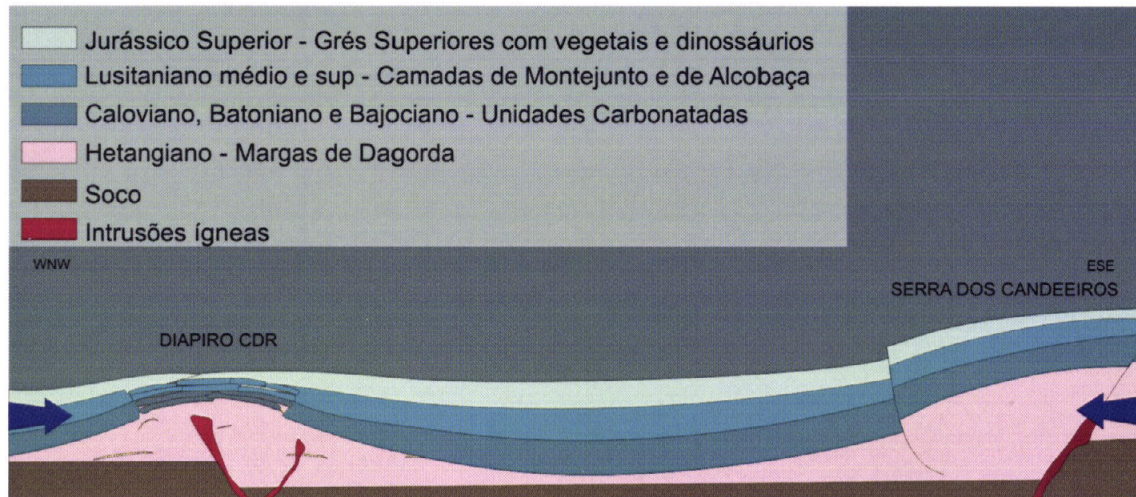 Jurássico Superior - Grés Superiores com vegetais e dinossáurios
Lusitaniano médio e sup - Camadas de Montejunto e de Alcobaça
Caloviano, Batoniano e Bajociano - Unidades Carbonatadas
Hetangiano - Margas de Dagorda
Soco
Intrusões ígneas
WNW
ESE
SERRA DOS CANDEEIROS
DIAPIRO CDR